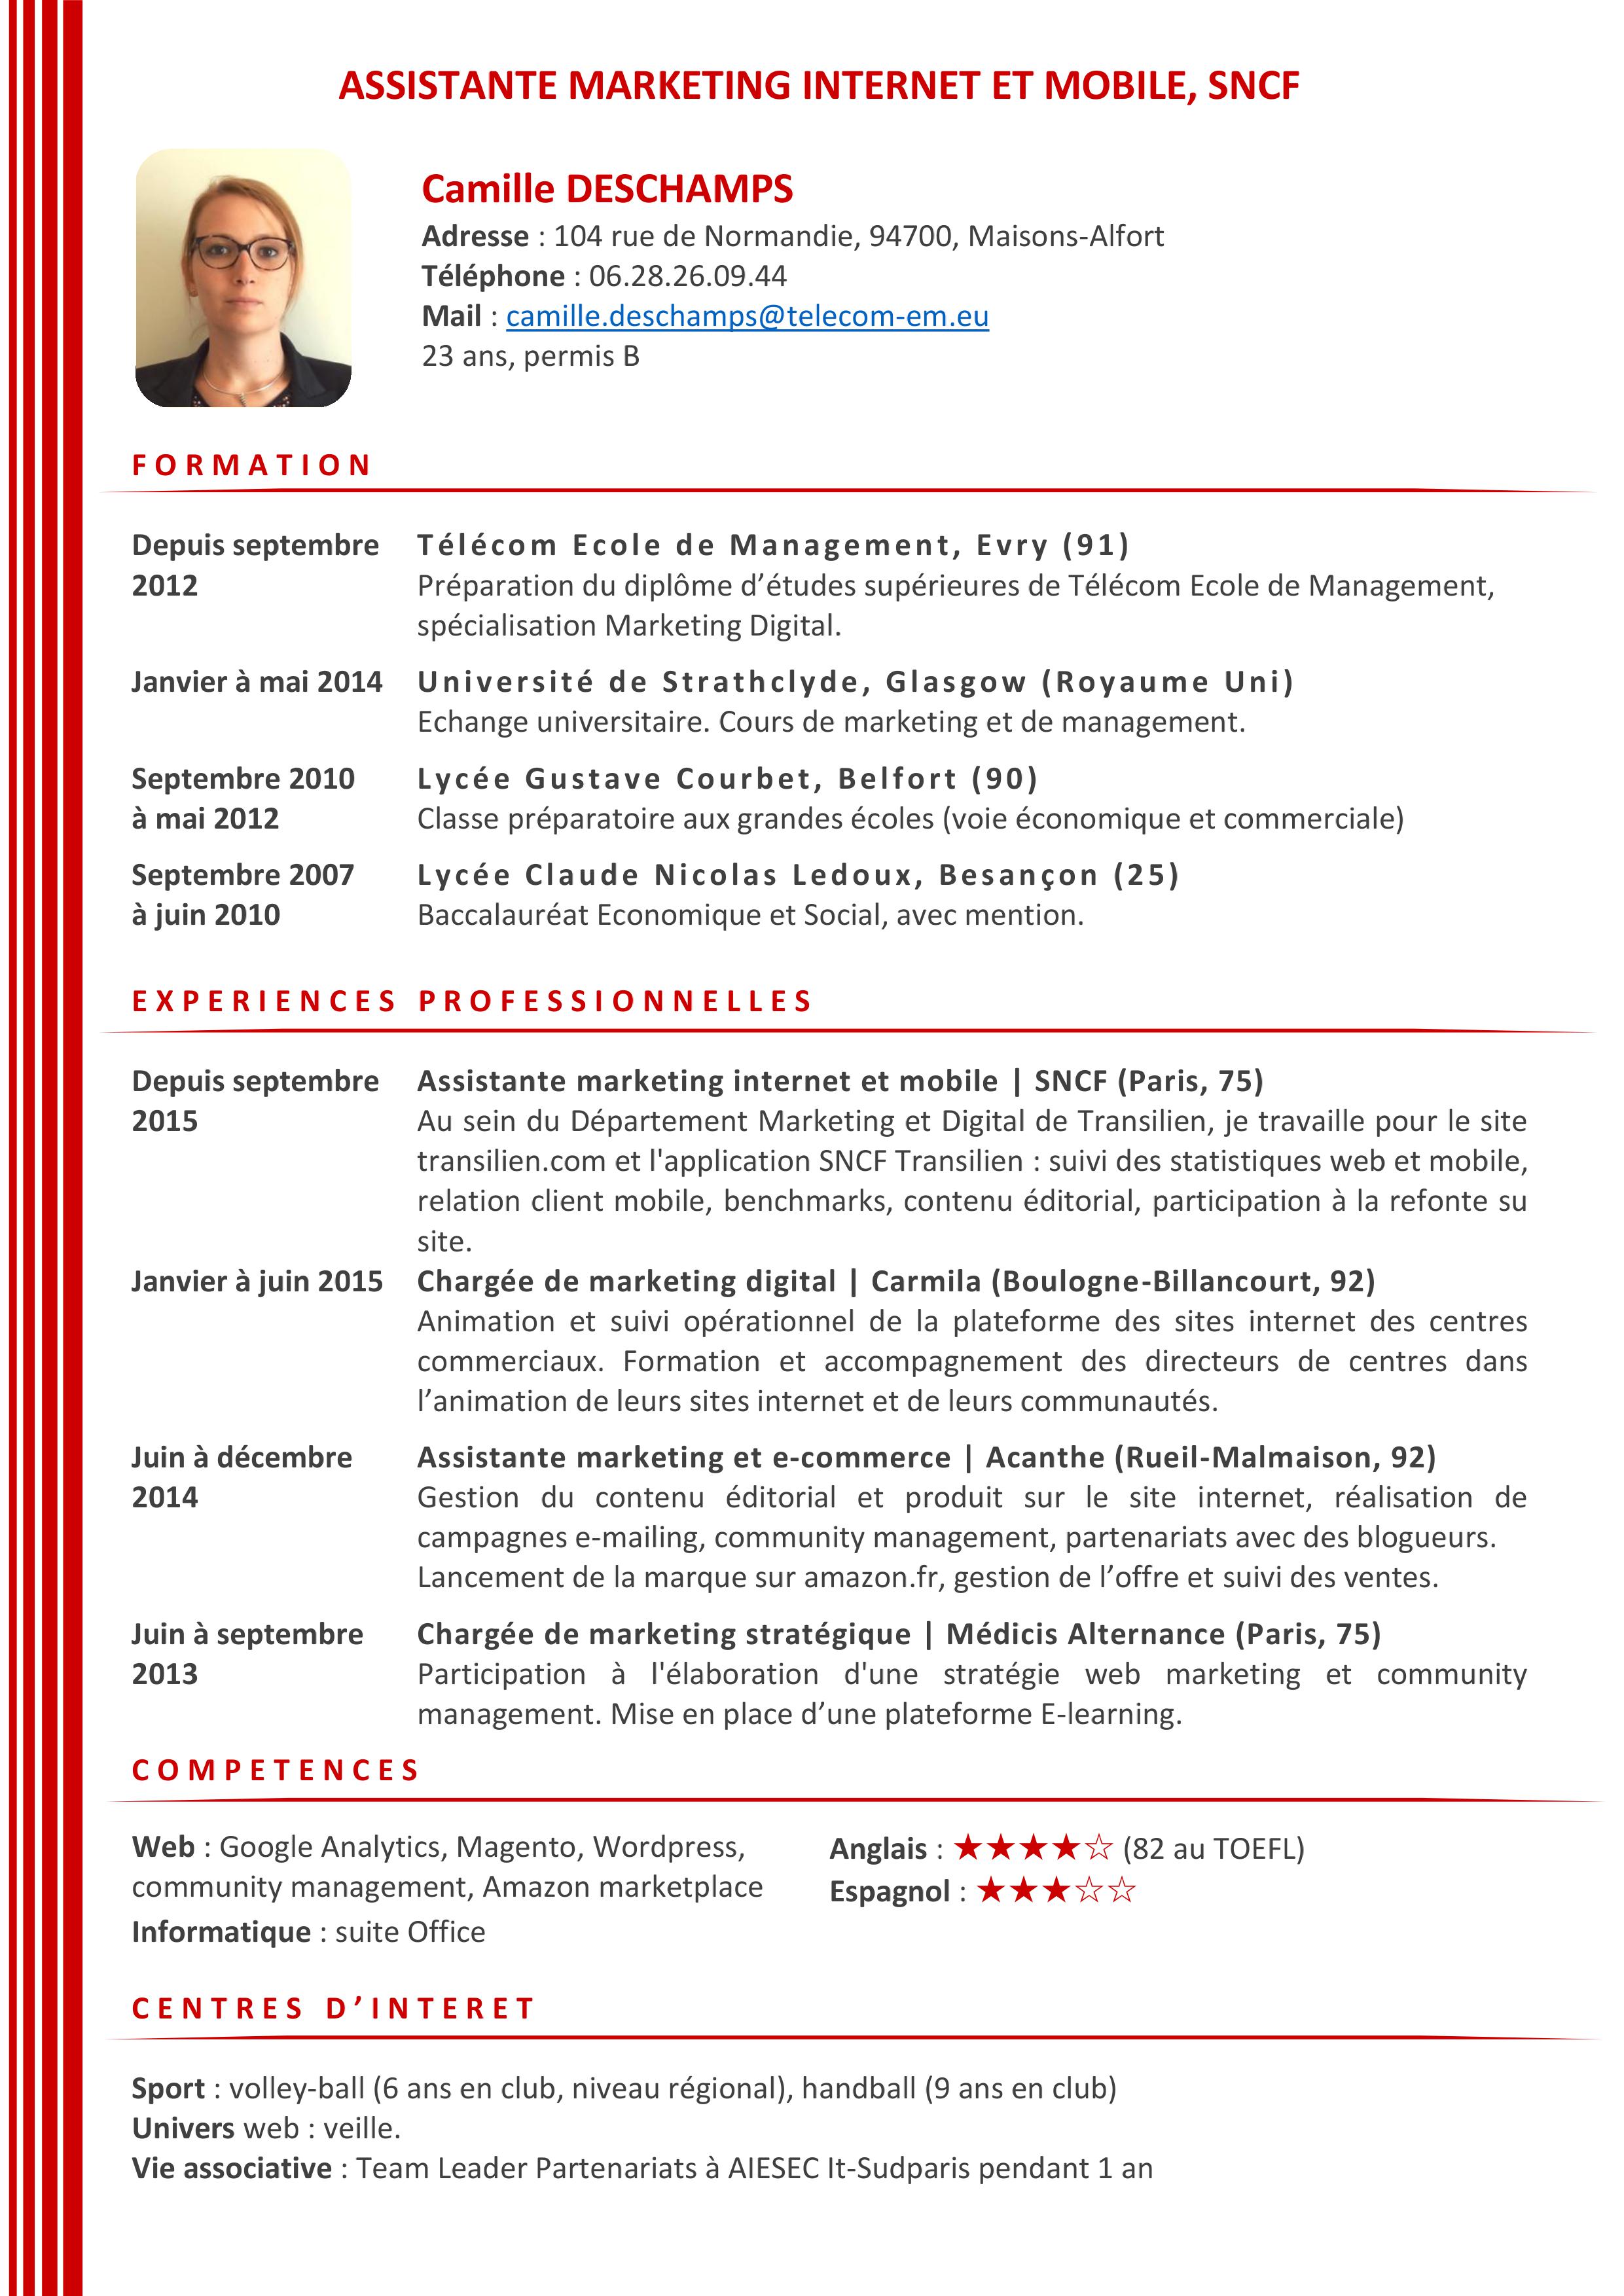 ASSISTANTE MARKETING INTERNET ET MOBILE, SNCF
Camille DESCHAMPS
Adresse : 104 rue de Normandie, 94700, Maisons-Alfort
Téléphone : 06.28.26.09.44
Mail : camille.deschamps@telecom-em.eu
23 ans, permis B
FORMATION
Depuis septembre 2012
Télécom Ecole de Management, Evry (91)
Préparation du diplôme d’études supérieures de Télécom Ecole de Management,
spécialisation Marketing Digital.
Janvier à mai 2014
Université de Strathclyde, Glasgow (Royaume Uni)
Echange universitaire. Cours de marketing et de management.
Septembre 2010
à mai 2012
Lycée Gustave Courbet, Belfort (90)
Classe préparatoire aux grandes écoles (voie économique et commerciale)
Septembre 2007
à juin 2010
Lycée Claude Nicolas Ledoux, Besançon (25)
Baccalauréat Economique et Social, avec mention.
EXPERIENCES PROFESSIONNELLES
Depuis septembre
2015
Assistante marketing internet et mobile | SNCF (Paris, 75)
Au sein du Département Marketing et Digital de Transilien, je travaille pour le site
transilien.com et l'application SNCF Transilien : suivi des statistiques web et mobile,
relation client mobile, benchmarks, contenu éditorial, participation à la refonte su
site.
Janvier à juin 2015
Chargée de marketing digital | Carmila (Boulogne-Billancourt, 92)
Animation et suivi opérationnel de la plateforme des sites internet des centres
commerciaux. Formation et accompagnement des directeurs de centres dans
l’animation de leurs sites internet et de leurs communautés.
Juin à décembre
2014
Assistante marketing et e-commerce | Acanthe (Rueil-Malmaison, 92)
Gestion du contenu éditorial et produit sur le site internet, réalisation de
campagnes e-mailing, community management, partenariats avec des blogueurs.
Lancement de la marque sur amazon.fr, gestion de l’offre et suivi des ventes.
Juin à septembre
2013
Chargée de marketing stratégique | Médicis Alternance (Paris, 75)
Participation à l'élaboration d'une stratégie web marketing et community
management. Mise en place d’une plateforme E-learning.
COMPETENCES
Web : Google Analytics, Magento, Wordpress,
community management, Amazon marketplace
Informatique : suite Office
Anglais : ★★★★☆ (82 au TOEFL)
Espagnol : ★★★☆☆
CENTRES D’INTERET
Sport : volley-ball (6 ans en club, niveau régional), handball (9 ans en club)
Univers web : veille.
Vie associative : Team Leader Partenariats à AIESEC It-Sudparis pendant 1 an